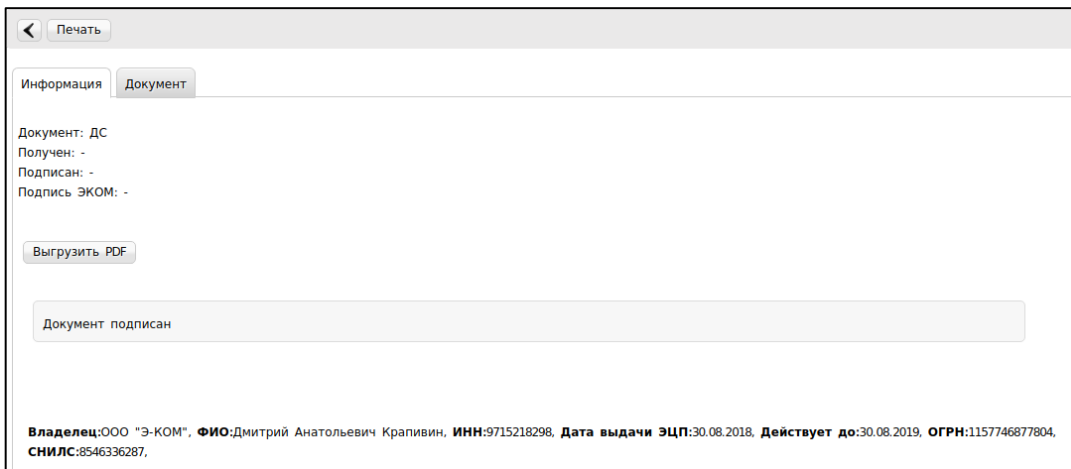 Печать
Информация Документ
Документ: ДС
Получен: -
Подписан: -
Подпись ЭКОМ: -
Выгрузить PDF
Документ подписан
Владелец:ООО "Э-КОМ", ФИО:Дмитрий Анатольевич Крапивин, ИНН:9715218298, Дата выдачи ЭЦП:30.08.2018, Действует до:30.08.2019, ОГРН:1157746877804,
СНИЛС:8546336287,